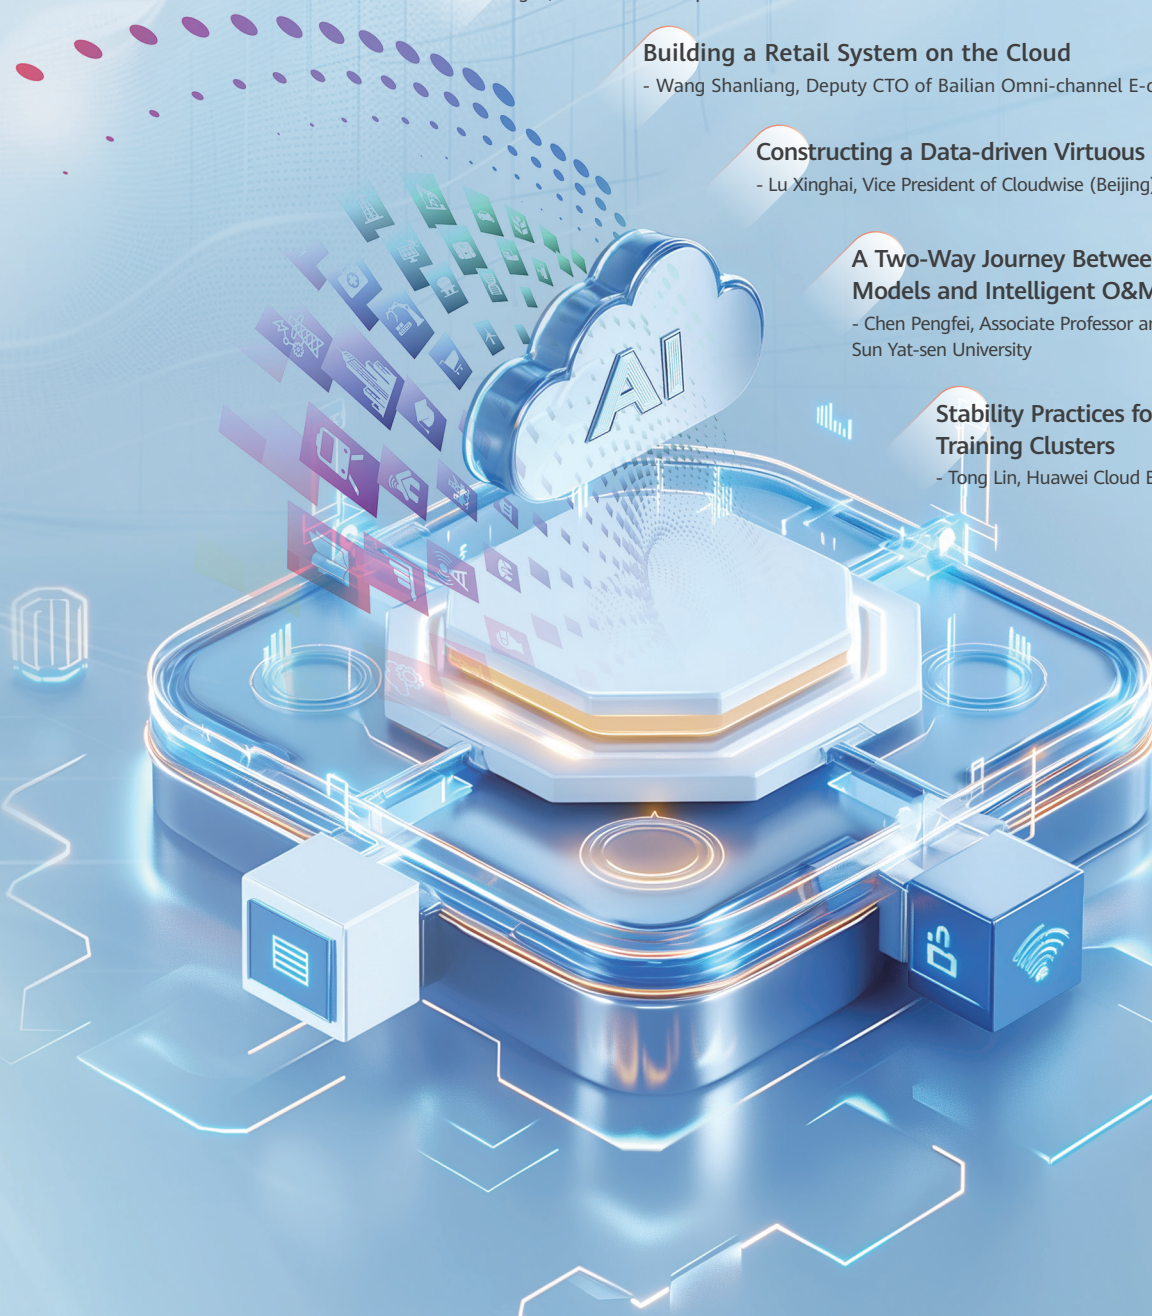 Building a Retail System on the Cloud
- Wang Shanliang, Deputy CTO of Bailian Omni-channel
Constructing a Data-driven Virtuous
- Lu Xinghai, Vice President of Cloudwise (Beijing)
A Two-Way Journey
Models and Intelligent O&M
- Chen Pengfei, Associate Professor
Sun Yat-sen University
Stability Practices
Training Clusters
- Tong Lin, Huawei Cloud
AI